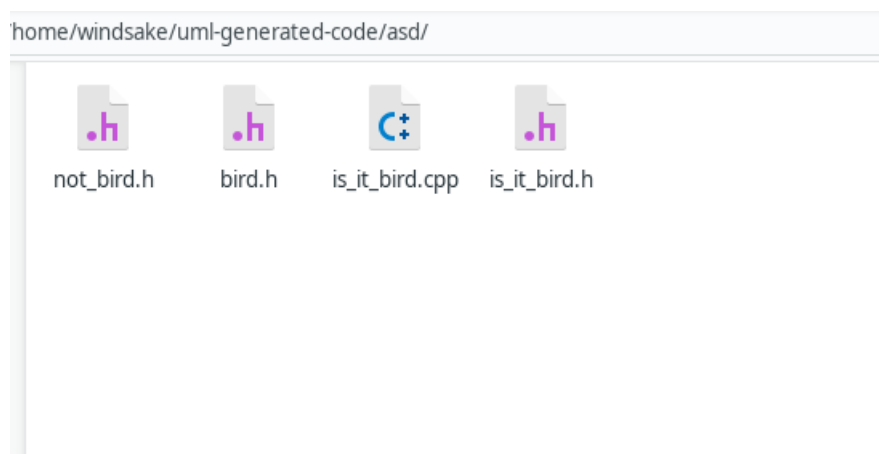 /home/windsake/uml-generated-code/asd/
.h
.h
C++
.h
not_bird.h
bird.h
is_it_bird.cpp
is_it_bird.h